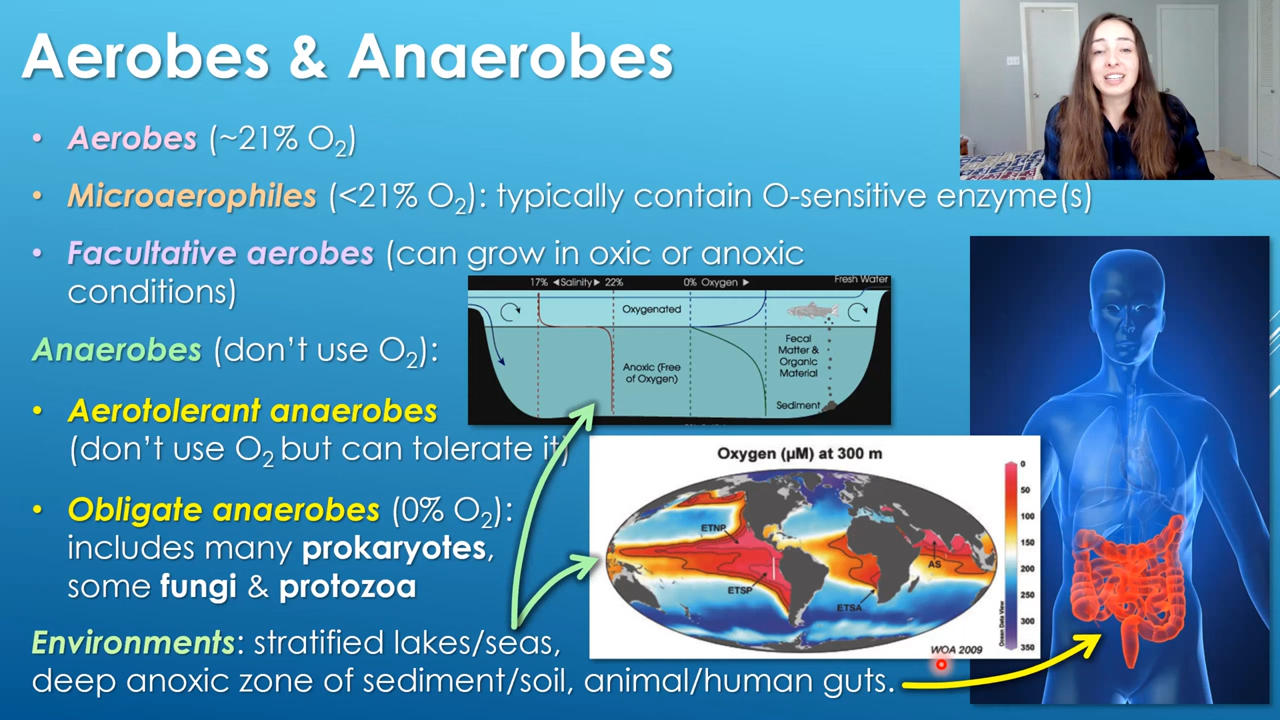 Aerobes & Anaerobes
• Aerobes (~21% O₂)
• Microaerophiles (<21% O₂): typically contain O-sensitive enzyme(s)
• Facultative aerobes (can grow in oxic or anoxic
conditions)
Anaerobes (don't use O₂):
• Aerotolerant anaerobes
(don't use O₂ but can tolerate it)
• Obligate anaerobes (0% O₂):
includes many prokaryotes,
some fungi & protozoa
Environments: stratified lakes/seas,
deep anoxic zone of sediment/soil, animal/human guts.
17% ◄Salinity► 22% 0% Oxygen ► Fresh Water
Oxygenated
Anoxic (Free
of Oxygen)
Fecal
Matter &
Organic
Material
Sediment
Oxygen (µM) at 300 m
ETNP
ETSP
ETSA
AS
0
50
100
150
200
250
300
350
Ocean Data View
WOA 2009